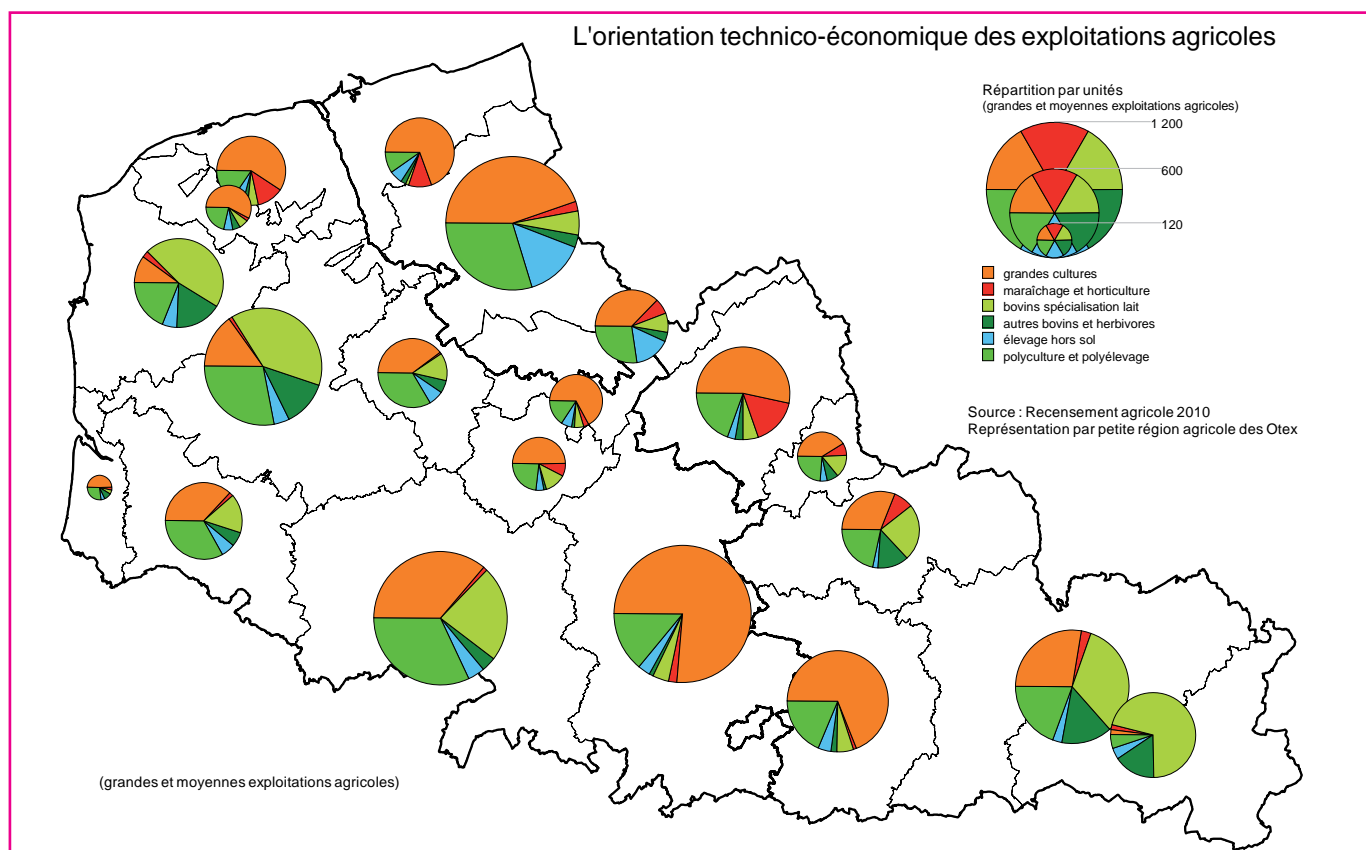 L'orientation technico-économique des exploitations agricoles
Répartition par unités
(grandes et moyennes exploitations agricoles)
1 200
600
120
grandes cultures
maraîchage et horticulture
bovins spécialisation lait
autres bovins et herbivores
élevage hors sol
polyculture et polyélevage
Source : Recensement agricole 2010
Représentation par petite région agricole des Otex
(grandes et moyennes exploitations agricoles)